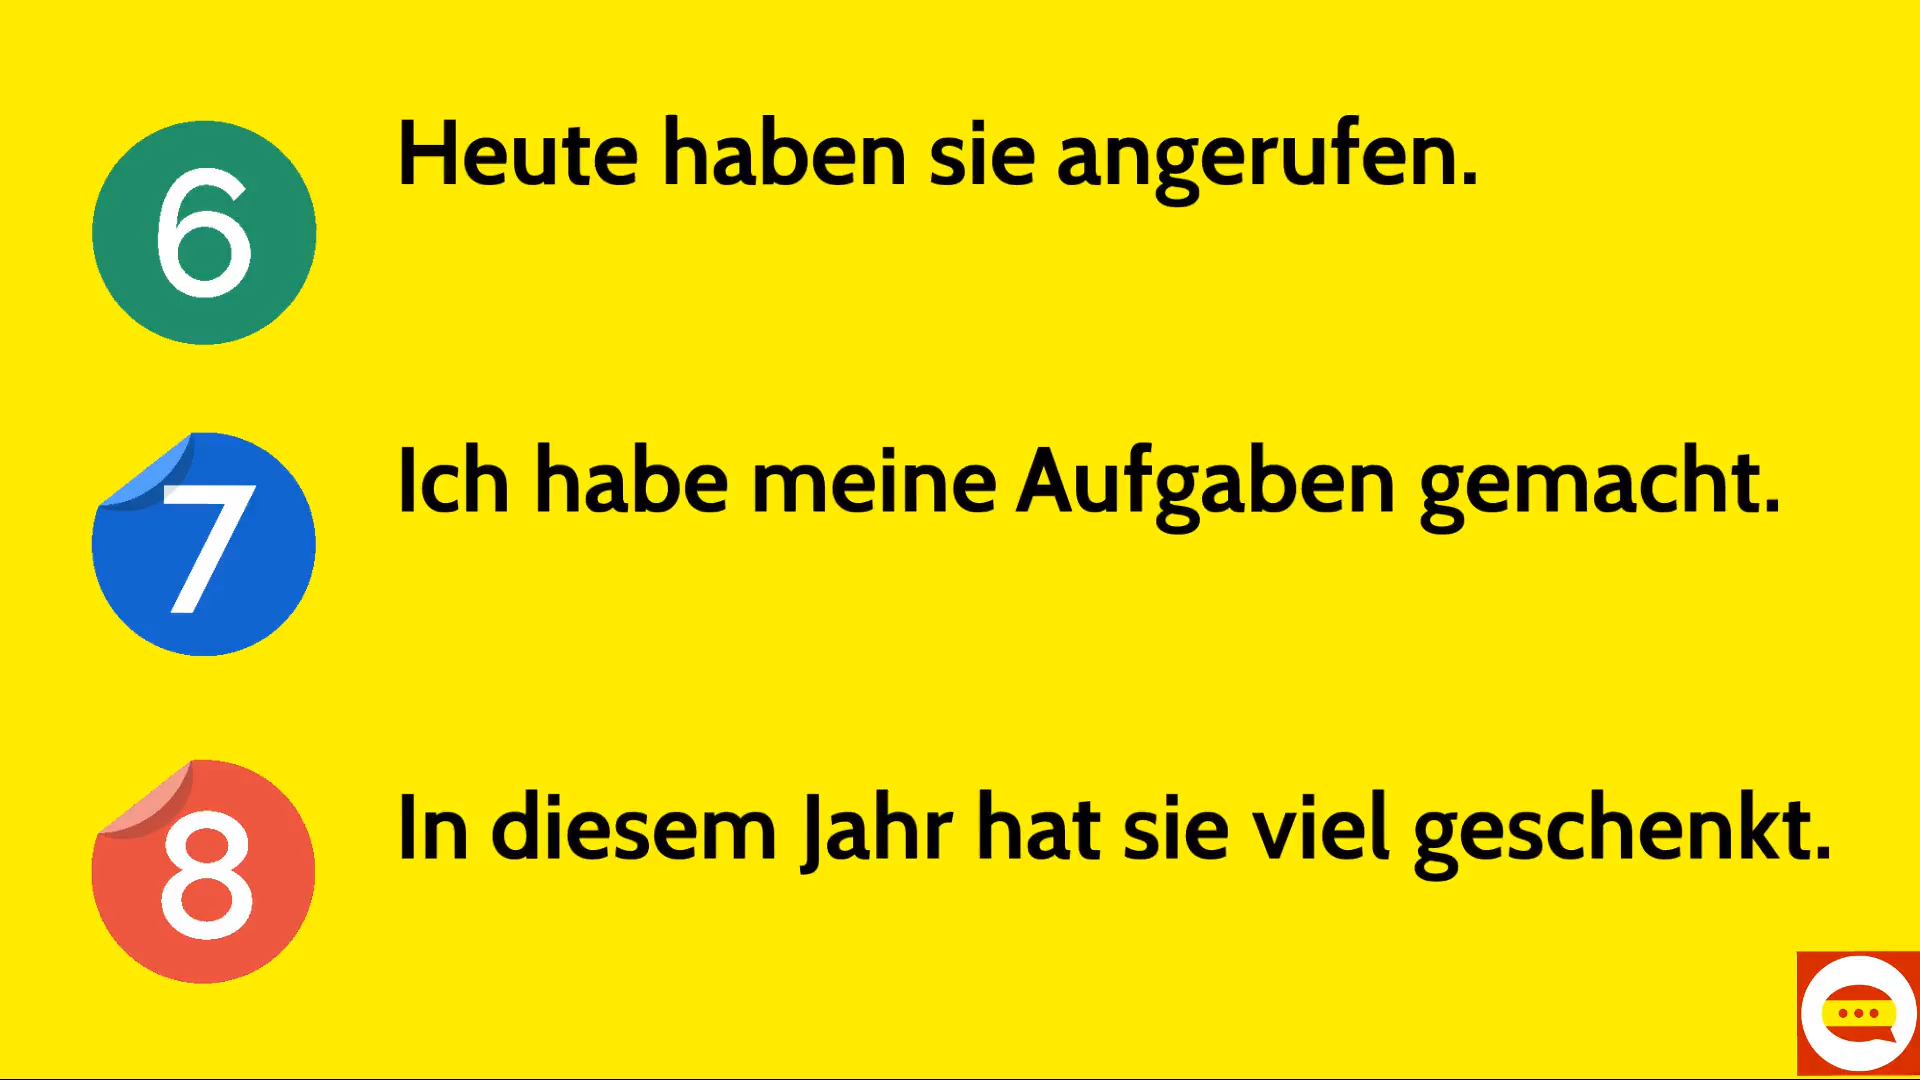 6 Heute haben sie angerufen.
7 Ich habe meine Aufgaben gemacht.
8 In diesem Jahr hat sie viel geschenkt.